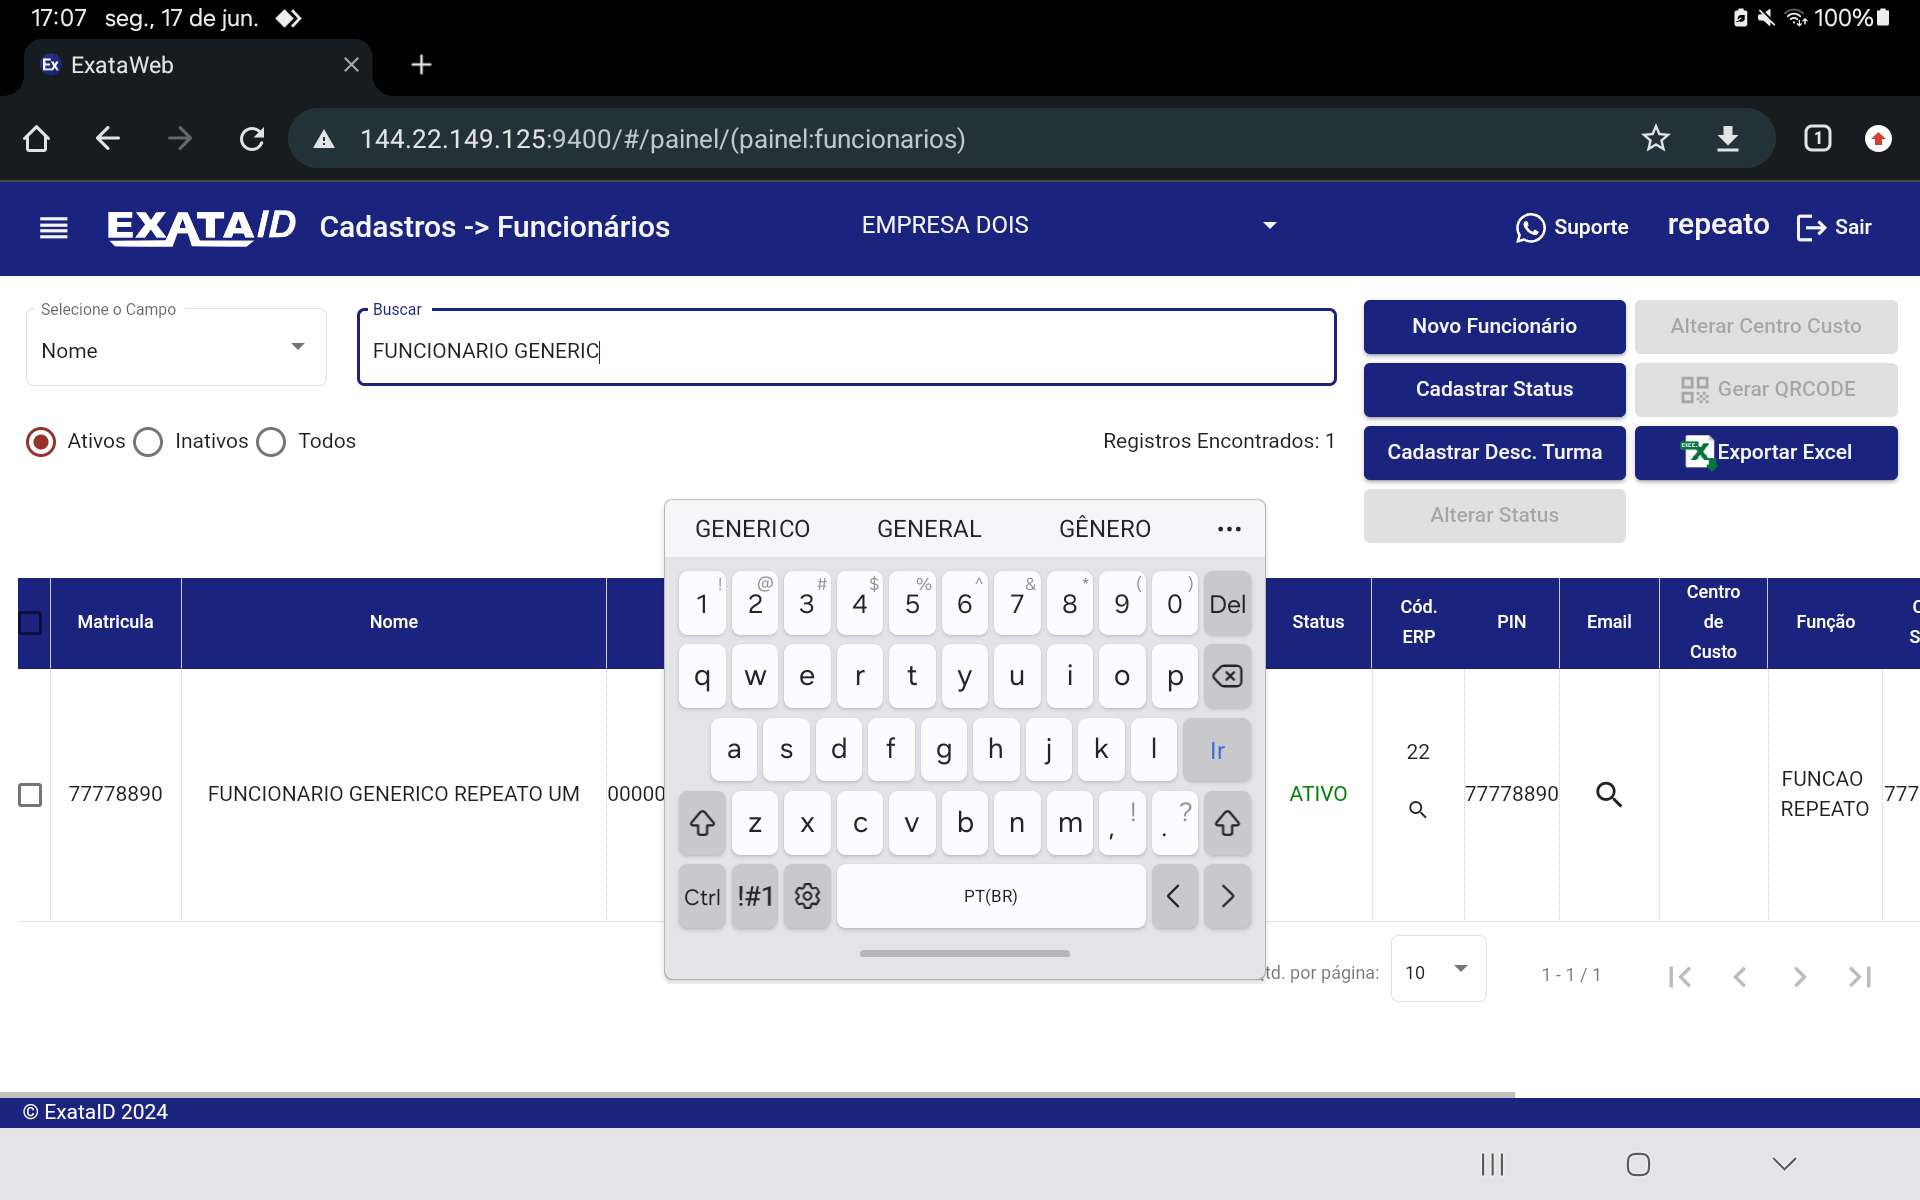 17:07 seg., 17 de jun.
100%
Ex ExataWeb
144.22.149.125:9400/#/painel/(painel:funcionarios)
1
EXATAID
Cadastros -> Funcionários
EMPRESA DOIS
Suporte
repeato
Sair
Selecione o Campo
Nome
Buscar
FUNCIONARIO GENERIC
Novo Funcionário
Alterar Centro Custo
Cadastrar Status
Gerar QRCODE
Ativos
Inativos
Todos
Registros Encontrados: 1
Cadastrar Desc. Turma
Exportar Excel
Alterar Status
GENERICO GENERAL GÊNERO
! @ # $ % ^ & * ( )
1 2 3 4 5 6 7 8 9 0 Del
q w e r t y u i o p
a s d f g h j k l Ir
z x c v b n m , ! . ?
Ctrl !#1 PT(BR) < >
Matricula
Nome
Status
Cód.
ERP
PIN
Email
Centro
de
Custo
Função
77778890
FUNCIONARIO GENERICO REPEATO UM
00000
ATIVO
22
77778890
FUNCAO
REPEATO
777
td. por página:
10
1 - 1 / 1
© ExataID 2024